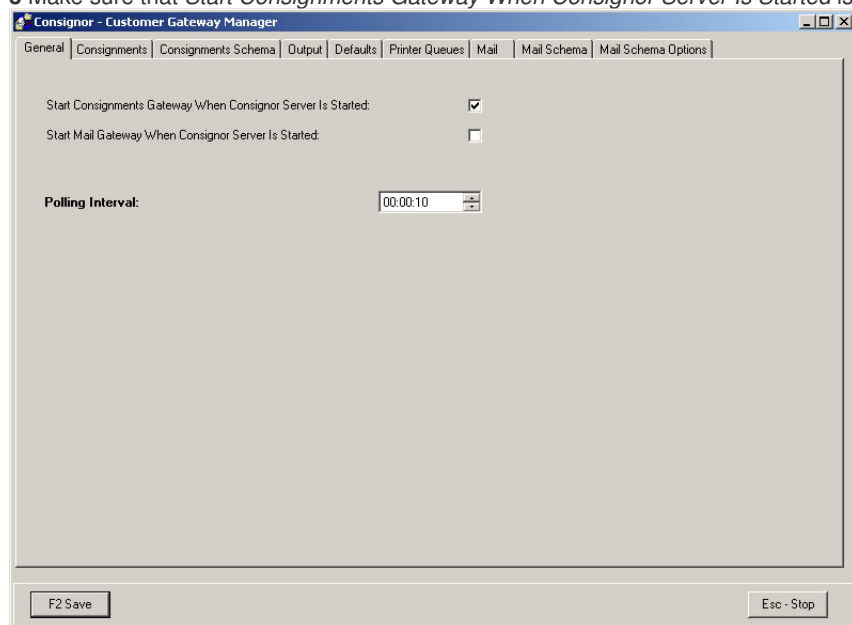 Make sure that Start Consignments Gateway When Consignor Server Is Started is
Consignor - Customer Gateway Manager
General Consignments Consignments Schema Output Defaults Printer Queues Mail Mail Schema Mail Schema Options
Start Consignments Gateway When Consignor Server Is Started:
Start Mail Gateway When Consignor Server Is Started:
Polling Interval: 00:00:10
F2 Save Esc - Stop